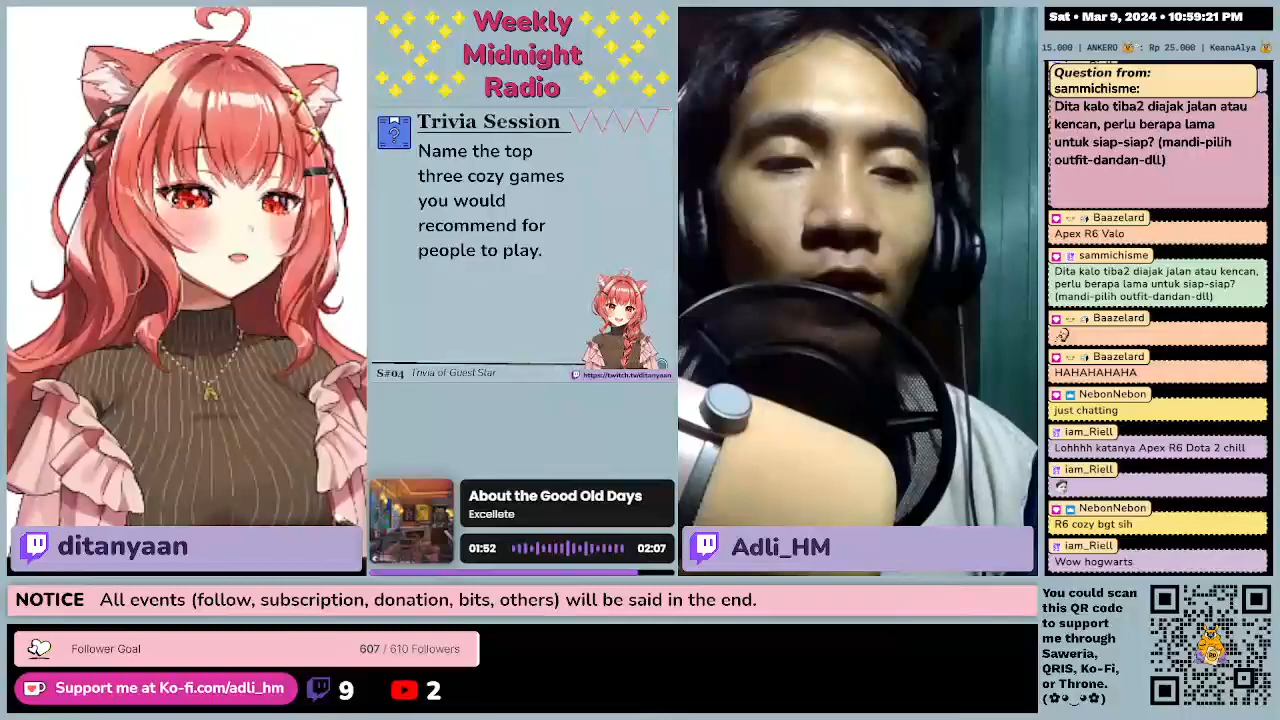 Weekly
Midnight
Radio
Trivia Session
Name the top
three cozy games
you would
recommend for
people to play.
S#04 Trivia of Guest Star
https://twitch.tv/ditanyaan
About the Good Old Days
Excellete
01:52
02:07
ditanyaan
Adli_HM
Sat • Mar 9, 2024 • 10:59:21 PM
15.000 | ANKERO : Rp 25.000 | KeanaAlya
Question from:
sammichisme:
Dita kalo tiba2 diajak jalan atau
kencan, perlu berapa lama
untuk siap-siap? (mandi-pilih
outfit-dandan-dll)
Baazelard
Apex R6 Valo
sammichisme
Dita kalo tiba2 diajak jalan atau kencan,
perlu berapa lama untuk siap-siap?
(mandi-pilih outfit-dandan-dll)
Baazelard
Baazelard
HAHAHAHAHA
NebonNebon
just chatting
iam_Riell
Lohhhh katanya Apex R6 Dota 2 chill
iam_Riell
NebonNebon
R6 cozy bgt sih
iam_Riell
Wow hogwarts
NOTICE All events (follow, subscription, donation, bits, others) will be said in the end.
Follower Goal
607 / 610 Followers
Support me at Ko-fi.com/adli_hm
9
2
You could scan
this QR code
to support
me through
Saweria,
QRIS, Ko-Fi,
or Throne.
(✿◕‿◕✿)